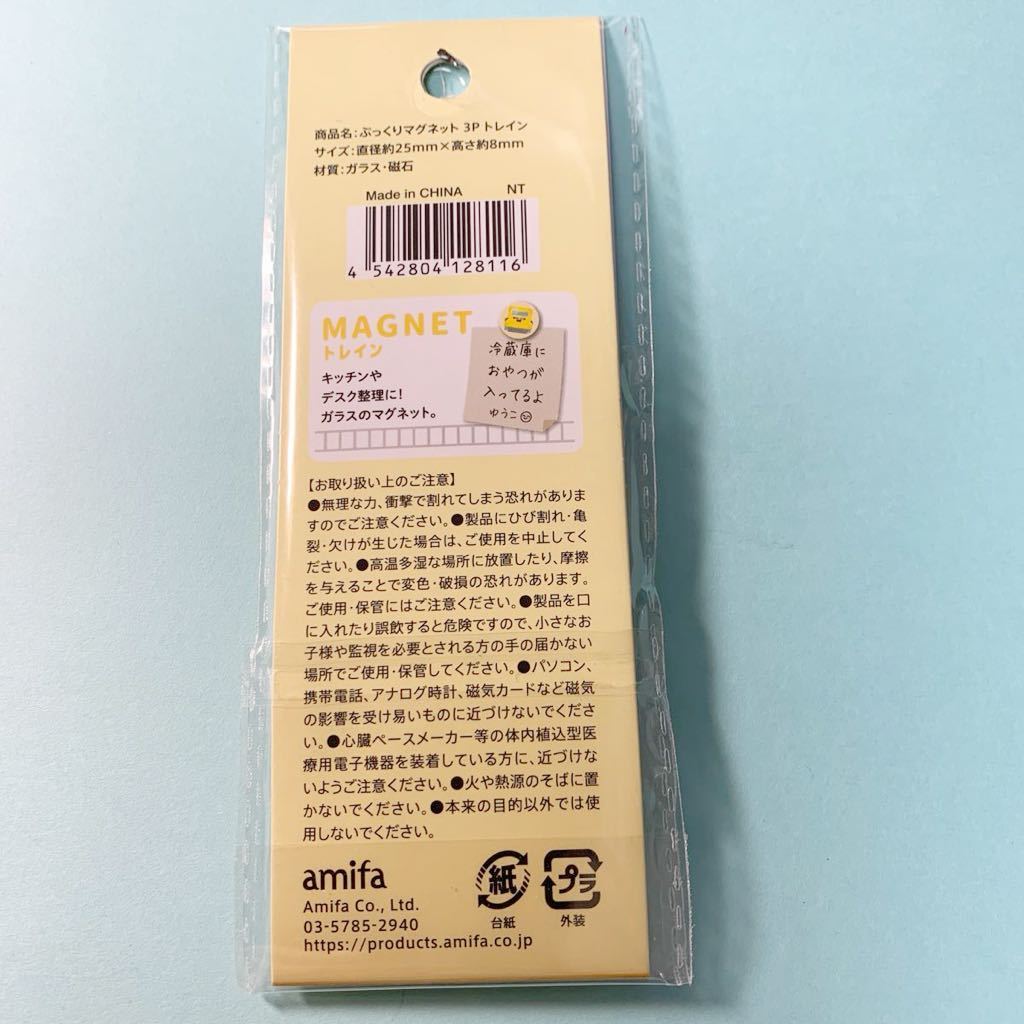 商品名：ぷっくりマグネット 3P トレイン
サイズ：直径約25mm×高さ約8mm
材質：ガラス・磁石
Made in CHINA NT
4 542804 128116
MAGNET
トレイン
キッチンや
デスク整理に!
ガラスのマグネット。
冷蔵庫に
おやつが
入ってるよ
ゆうこ
【お取り扱い上のご注意】
●無理な力、衝撃で割れてしまう恐れがありま
すのでご注意ください。●製品にひび割れ・亀
裂・欠けが生じた場合は、ご使用を中止してく
ださい。●高温多湿な場所に放置したり、摩擦
を与えることで変色・破損の恐れがあります。
ご使用・保管にはご注意ください。●製品を口
に入れたり誤飲すると危険ですので、小さなお
子様や監視を必要とされる方の手の届かない
場所でご使用・保管してください。●パソコン、
携帯電話、アナログ時計、磁気カードなど磁気
の影響を受け易いものに近づけないでくださ
い。●心臓ペースメーカー等の体内植込型医
療用電子機器を装着している方に、近づけな
いようご注意ください。●火や熱源のそばに置
かないでください。●本来の目的以外では使
用しないでください。
amifa
Amifa Co., Ltd.
03-5785-2940
https://products.amifa.co.jp
紙
台紙
プラ
外装